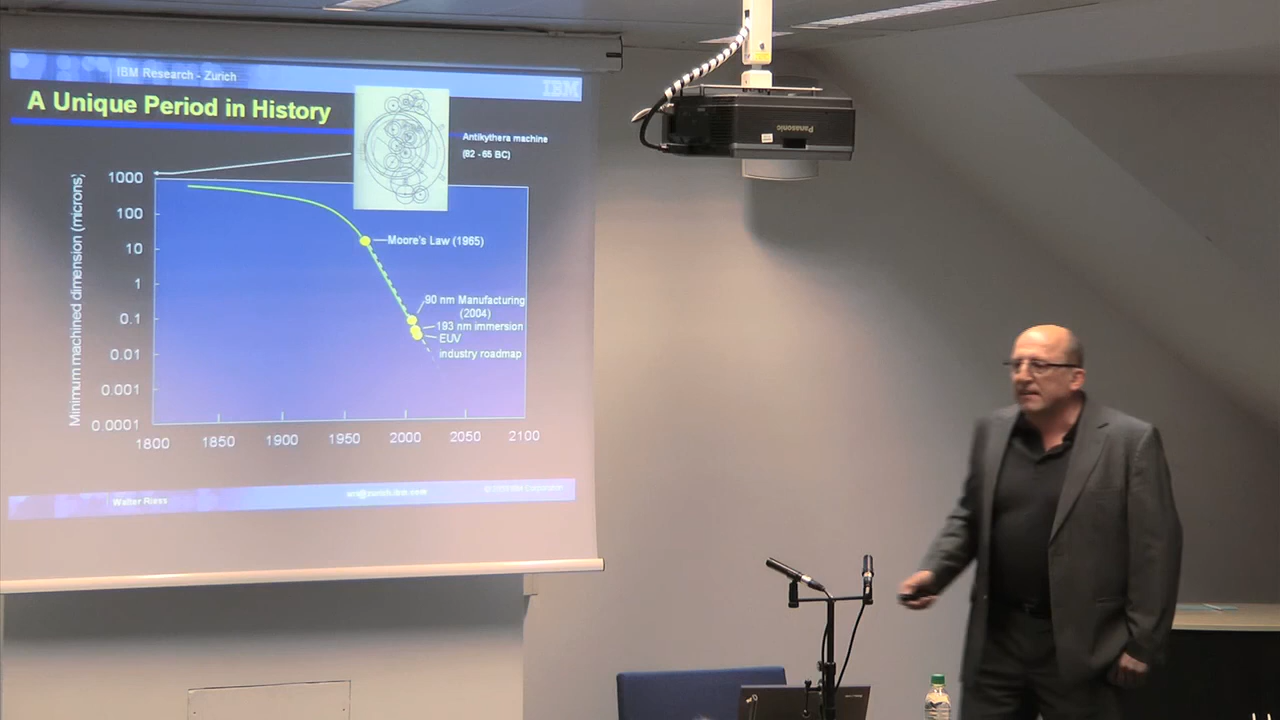 IBM Research - Zurich
IBM
A Unique Period in History
Antikythera machine
(82 - 65 BC)
Minimum machined dimension (microns)
1000
100
10
1
0.1
0.01
0.001
0.0001
Moore's Law (1965)
90 nm Manufacturing
(2004)
193 nm immersion
EUV
industry roadmap
1800 1850 1900 1950 2000 2050 2100
Walter Riess
Panasonic